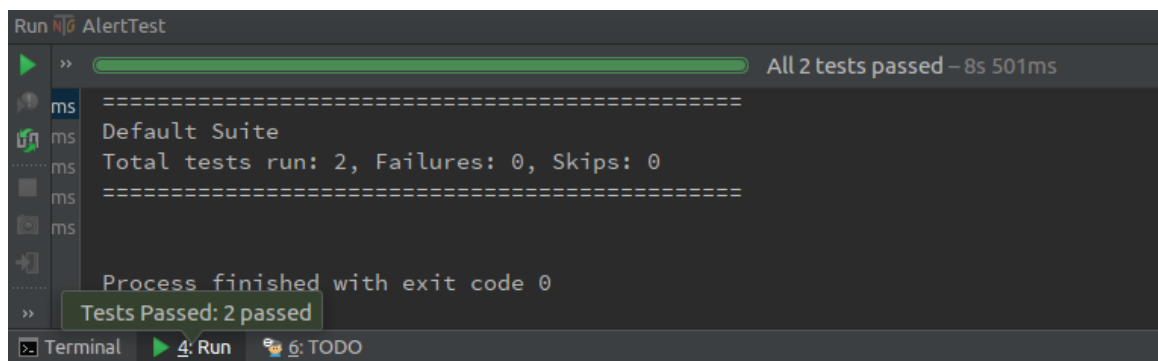 Run NTG AlertTest
» All 2 tests passed – 8s 501ms
ms ===============================================
ms Default Suite
ms Total tests run: 2, Failures: 0, Skips: 0
ms ===============================================
ms
Process finished with exit code 0
» Tests Passed: 2 passed
Terminal 4: Run 6: TODO